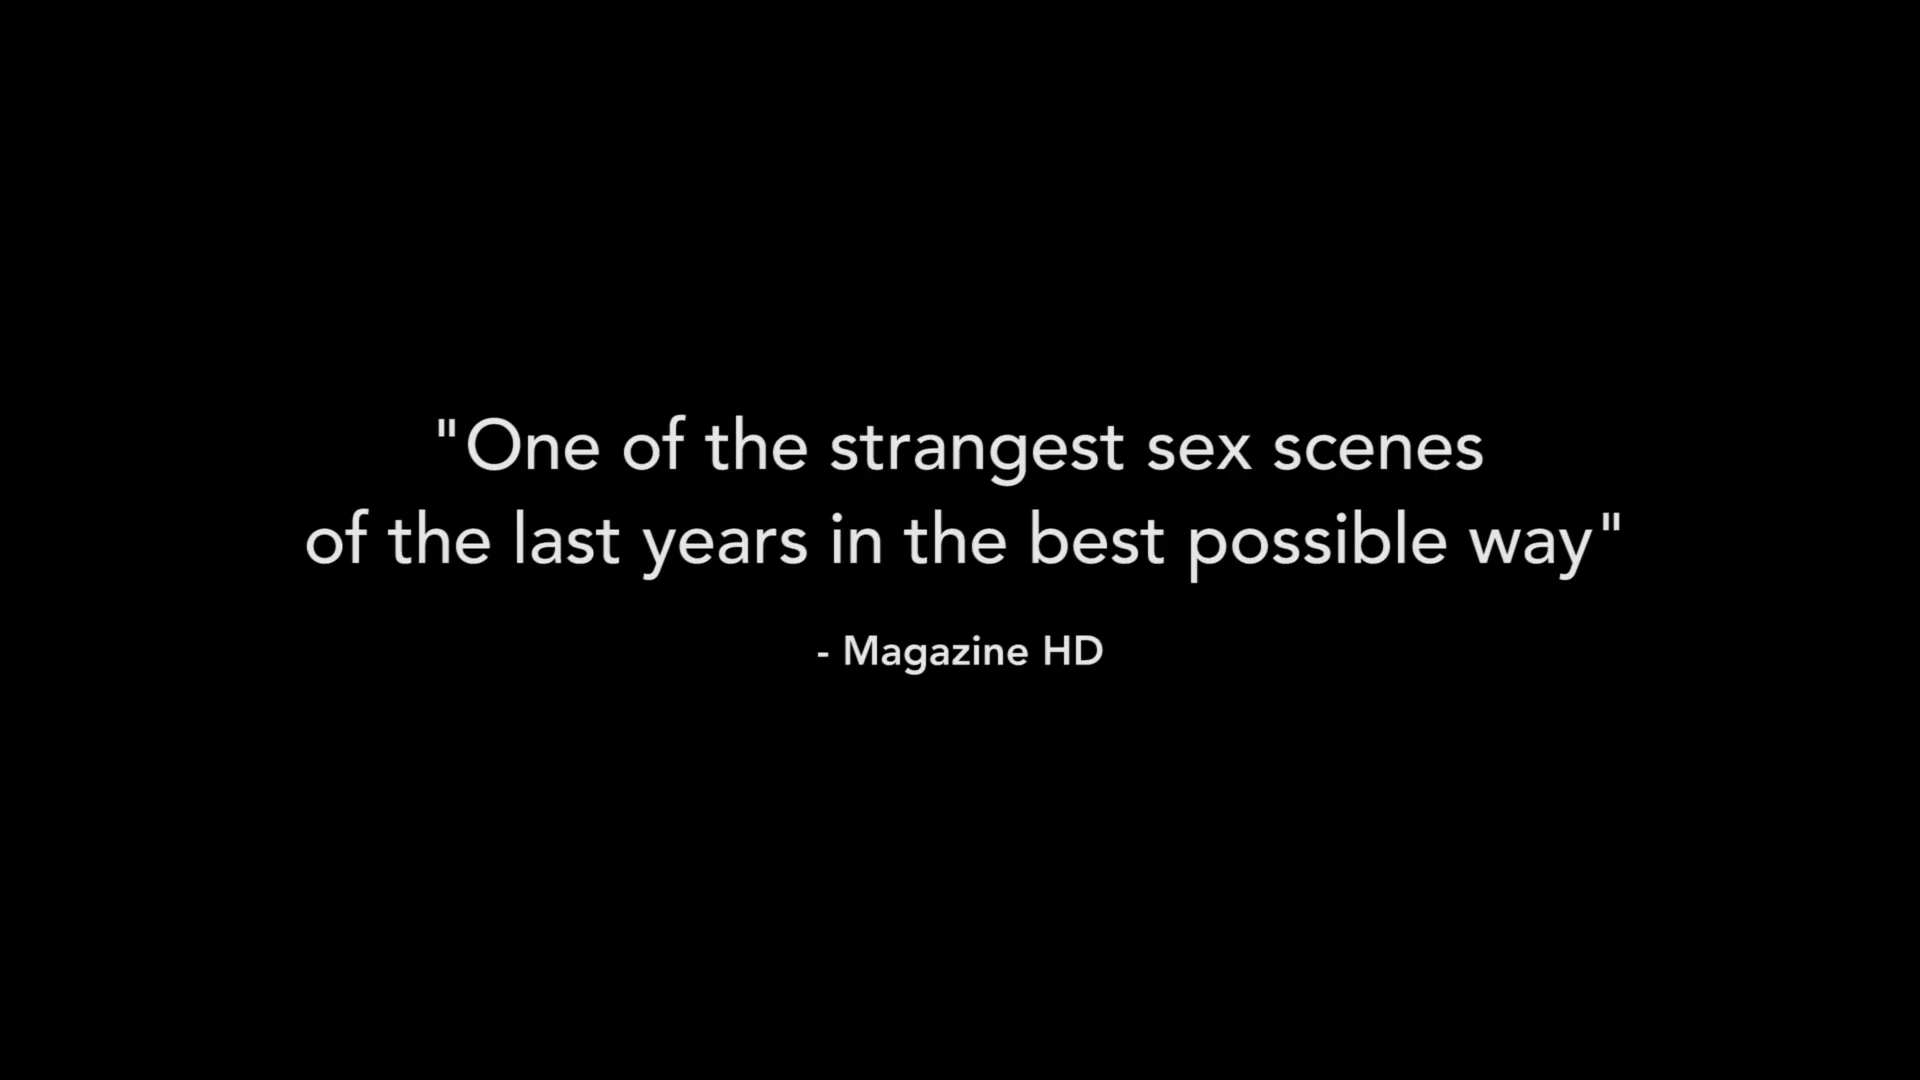 "One of the strangest sex scenes
of the last years in the best possible way"
- Magazine HD